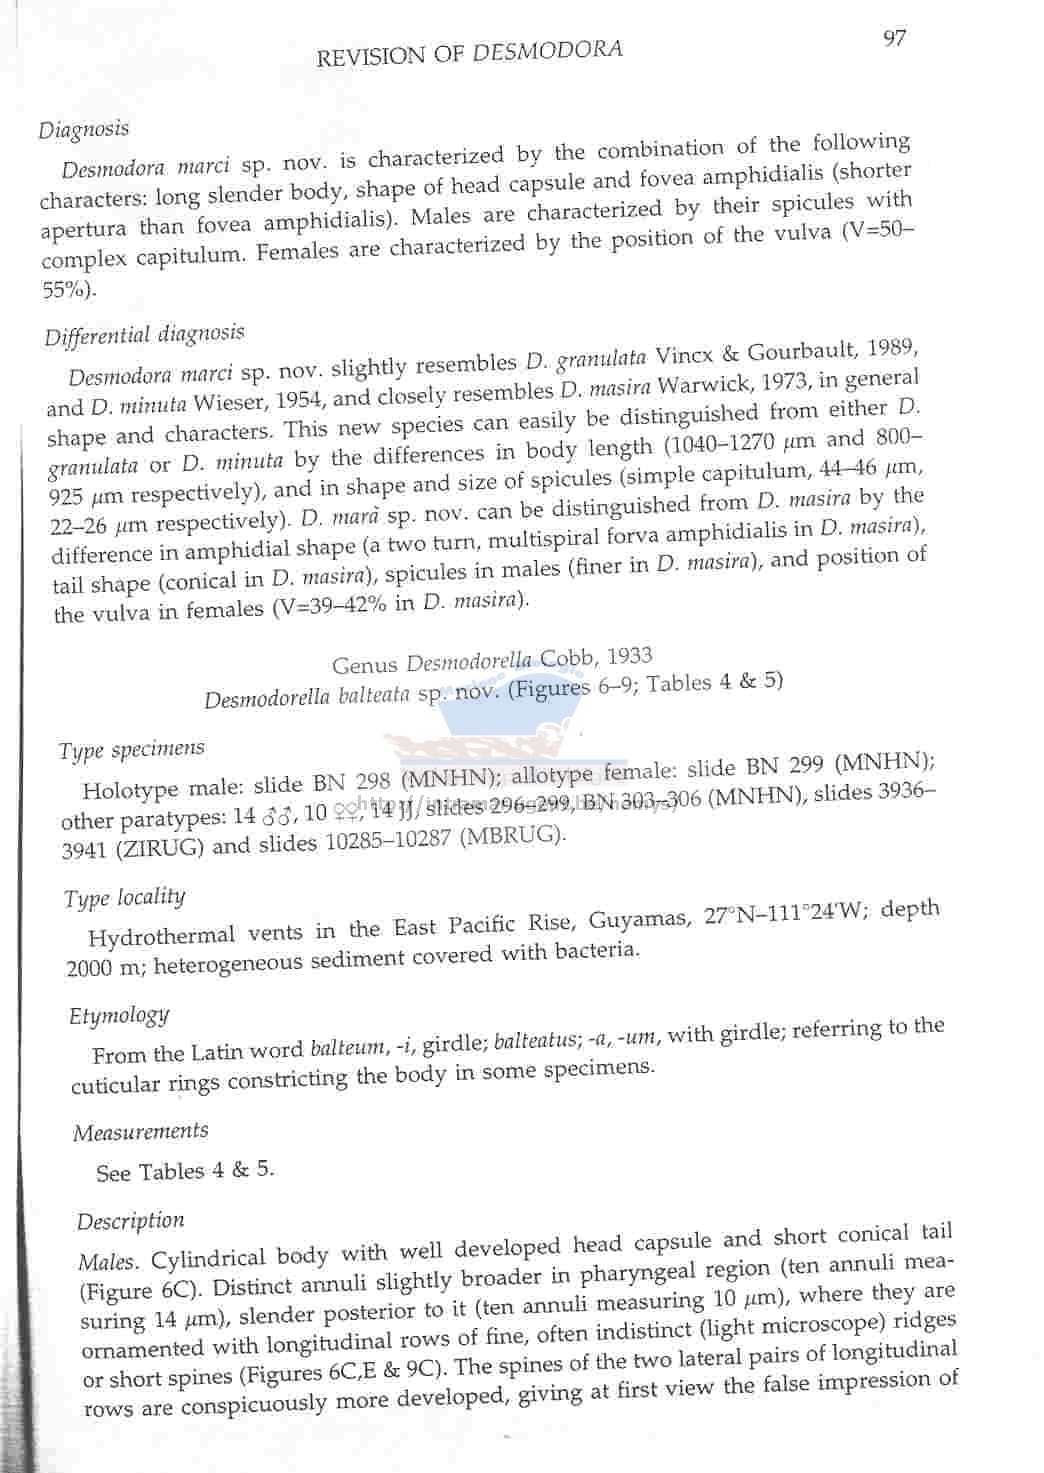 97
REVISION OF DESMODORA
Diagnosis
Desmodora marci sp. nov. is characterized by the combination of the following
characters: long slender body, shape of head capsule and fovea amphidialis (shorter
apertura than fovea amphidialis). Males are characterized by their spicules with
complex capitulum. Females are characterized by the position of the vulva (V=50–
55%).
Differential diagnosis
Desmodora marci sp. nov. slightly resembles D. granulata Vincx & Gourbault, 1989,
and D. minuta Wieser, 1954, and closely resembles D. masira Warwick, 1973, in general
shape and characters. This new species can easily be distinguished from either D.
granulata or D. minuta by the differences in body length (1040–1270 μm and 800–
925 μm respectively), and in shape and size of spicules (simple capitulum, 44–46 μm,
22–26 μm respectively). D. marci sp. nov. can be distinguished from D. masira by the
difference in amphidial shape (a two turn, multispiral forva amphidialis in D. masira),
tail shape (conical in D. masira), spicules in males (finer in D. masira), and position of
the vulva in females (V=39–42% in D. masira).
Genus Desmodorella Cobb, 1933
Desmodorella balteata sp. nov. (Figures 6–9; Tables 4 & 5)
Type specimens
Holotype male: slide BN 298 (MNHN); allotype female: slide BN 299 (MNHN);
other paratypes: 14 ♂♂, 10 ♀♀, 14 JJ/ slides 296–299, BN 303–306 (MNHN), slides 3936–
3941 (ZIRUG) and slides 10285–10287 (MBRUG).
Type locality
Hydrothermal vents in the East Pacific Rise, Guyamas, 27°N–111°24′W; depth
2000 m; heterogeneous sediment covered with bacteria.
Etymology
From the Latin word balteum, -i, girdle; balteatus; -a, -um, with girdle; referring to the
cuticular rings constricting the body in some specimens.
Measurements
See Tables 4 & 5.
Description
Males. Cylindrical body with well developed head capsule and short conical tail
(Figure 6C). Distinct annuli slightly broader in pharyngeal region (ten annuli mea-
suring 14 μm), slender posterior to it (ten annuli measuring 10 μm), where they are
ornamented with longitudinal rows of fine, often indistinct (light microscope) ridges
or short spines (Figures 6C,E & 9C). The spines of the two lateral pairs of longitudinal
rows are conspicuously more developed, giving at first view the false impression of